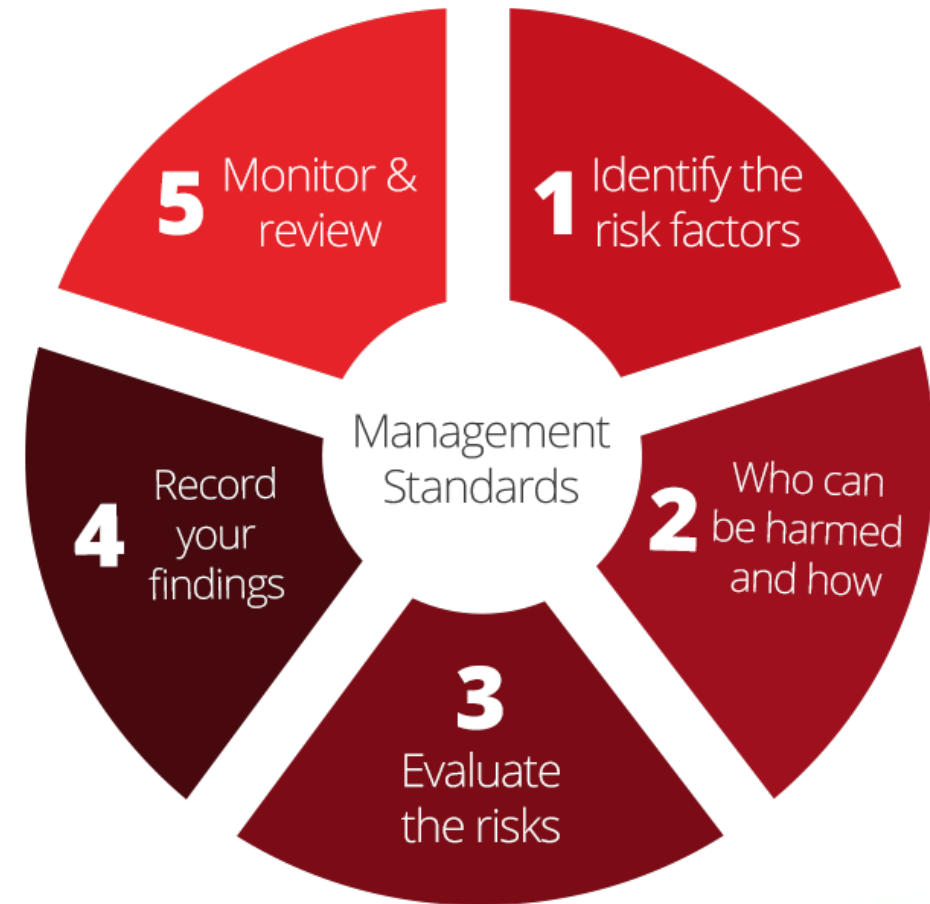 Management
Standards
1 Identify the
risk factors
2 Who can
be harmed
and how
3
Evaluate
the risks
4 Record
your
findings
5 Monitor &
review